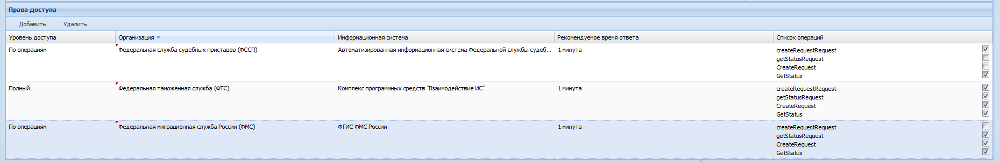 Права доступа
Добавить Удалить
Уровень доступа Организация Информационная система Рекомендуемое время ответа Список операций
По операциям Федеральная служба судебных приставов (ФССП) Автоматизированная информационная система Федеральной службы судеб... 1 минута createRequestRequest
getStatusRequest
CreateRequest
GetStatus
Полный Федеральная таможенная служба (ФТС) Комплекс программных средств "Взаимодействие ИС" 1 минута createRequestRequest
getStatusRequest
CreateRequest
GetStatus
По операциям Федеральная миграционная служба России (ФМС) ФГИС ФМС России 1 минута createRequestRequest
getStatusRequest
CreateRequest
GetStatus